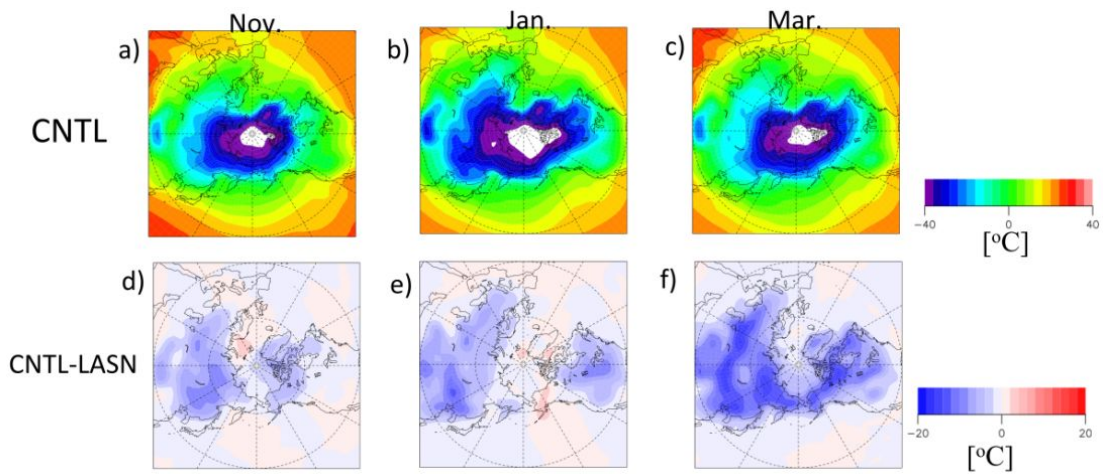 Nov. Jan. Mar.
a) b) c)
CNTL
−40 0 40
[°C]
d) e) f)
CNTL-LASN
−20 0 20
[°C]